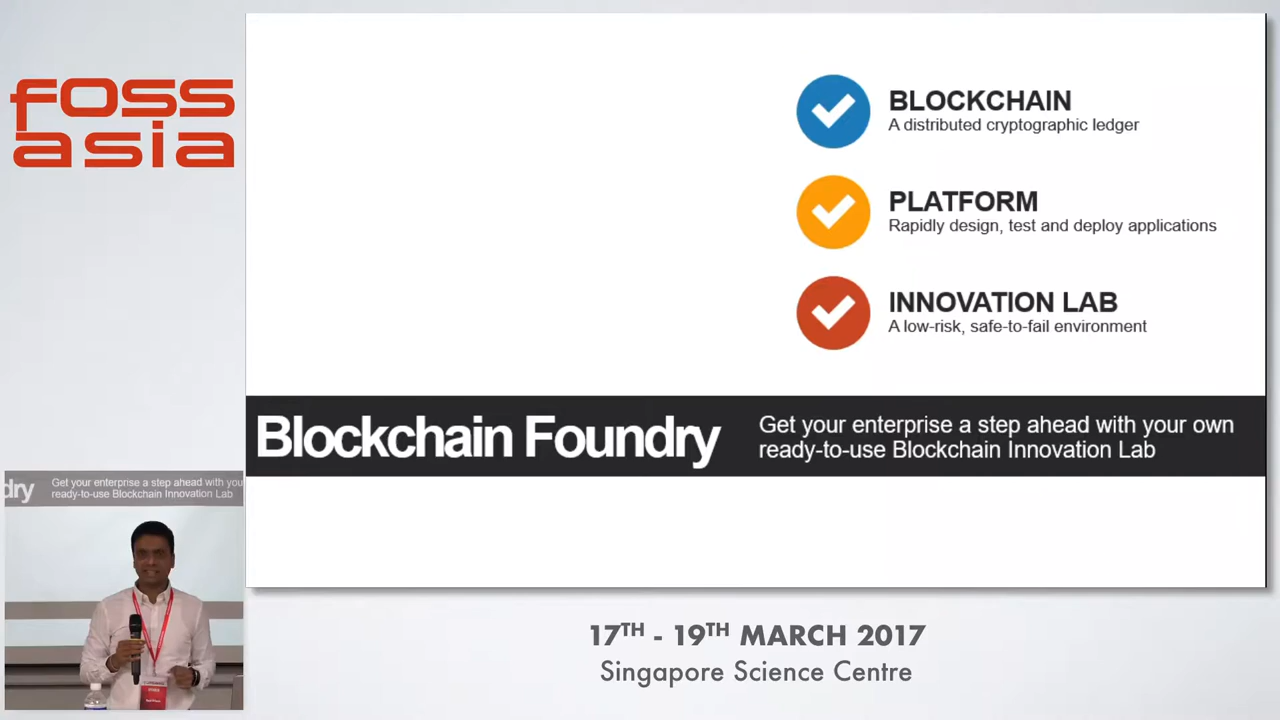 foss
asia
BLOCKCHAIN
A distributed cryptographic ledger
PLATFORM
Rapidly design, test and deploy applications
INNOVATION LAB
A low-risk, safe-to-fail environment
Blockchain Foundry
Get your enterprise a step ahead with your own
ready-to-use Blockchain Innovation Lab
dry
Get your enterprise a step ahead with you
ready-to-use Blockchain Innovation Lab
17TH - 19TH MARCH 2017
Singapore Science Centre